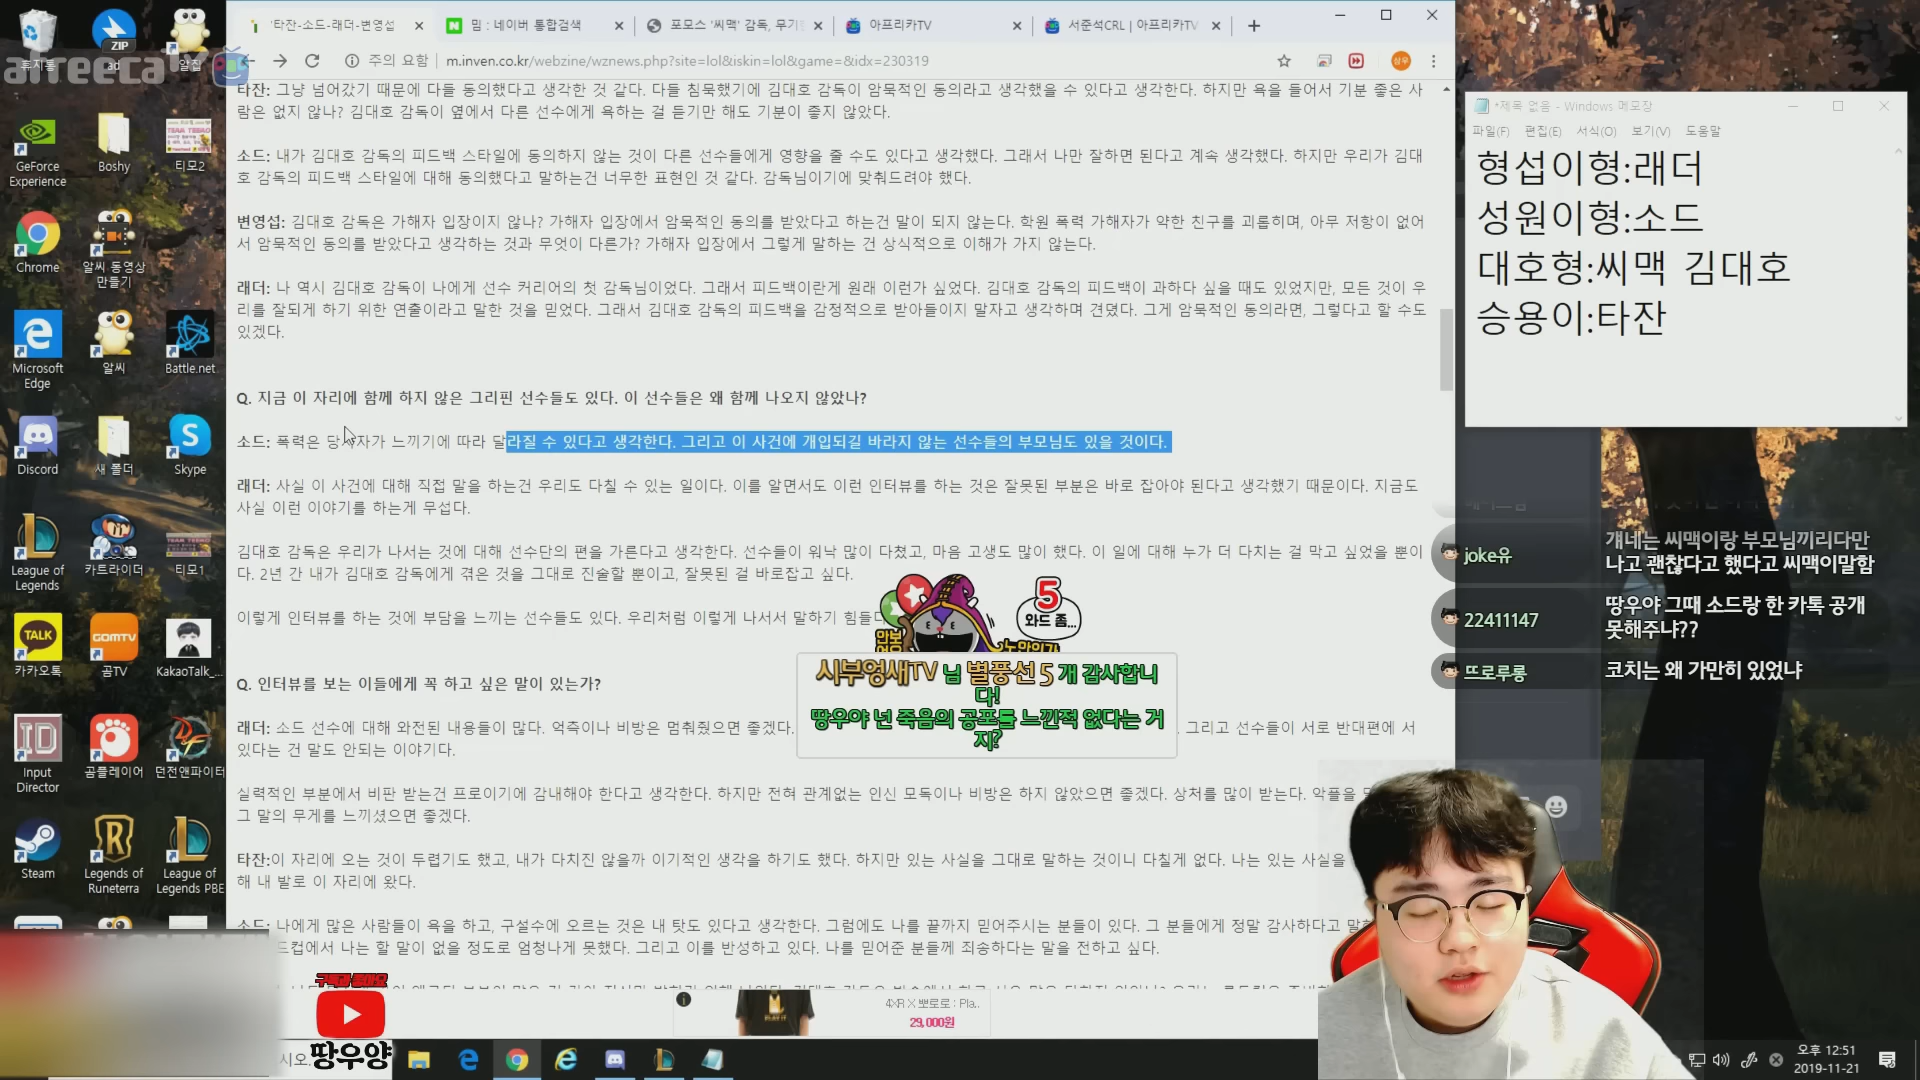 '타잔-소드-래더-변영섭
밈 : 네이버 통합검색
포모스 '씨맥' 감독, 무기한
아프리카TV
서준석CRL | 아프리카TV
주의 요함
m.inven.co.kr/webzine/wznews.php?site=lol&iskin=lol&game=&idx=230319
afreecaTV
타잔: 그냥 넘어갔기 때문에 다들 동의했다고 생각한 것 같다. 다들 침묵했기에 김대호 감독이 암묵적인 동의라고 생각했을 수 있다고 생각한다. 하지만 욕을 들어서 기분 좋은 사
람은 없지 않나? 김대호 감독이 옆에서 다른 선수에게 욕하는 걸 듣기만 해도 기분이 좋지 않았다.
소드: 내가 김대호 감독의 피드백 스타일에 동의하지 않는 것이 다른 선수들에게 영향을 줄 수도 있다고 생각했다. 그래서 나만 잘하면 된다고 계속 생각했다. 하지만 우리가 김대
호 감독의 피드백 스타일에 대해 동의했다고 말하는건 너무한 표현인 것 같다. 감독님이기에 맞춰드려야 했다.
변영섭: 김대호 감독은 가해자 입장이지 않나? 가해자 입장에서 암묵적인 동의를 받았다고 하는건 말이 되지 않는다. 학원 폭력 가해자가 약한 친구를 괴롭히며, 아무 저항이 없어
서 암묵적인 동의를 받았다고 생각하는 것과 무엇이 다른가? 가해자 입장에서 그렇게 말하는 건 상식적으로 이해가 가지 않는다.
래더: 나 역시 김대호 감독이 나에게 선수 커리어의 첫 감독님이었다. 그래서 피드백이란게 원래 이런가 싶었다. 김대호 감독의 피드백이 과하다 싶을 때도 있었지만, 모든 것이 우
리를 잘되게 하기 위한 연출이라고 말한 것을 믿었다. 그래서 김대호 감독의 피드백을 감정적으로 받아들이지 말자고 생각하며 견뎠다. 그게 암묵적인 동의라면, 그렇다고 할 수도
있겠다.
Q. 지금 이 자리에 함께 하지 않은 그리핀 선수들도 있다. 이 선수들은 왜 함께 나오지 않았나?
소드: 폭력은 당사자가 느끼기에 따라 달라질 수 있다고 생각한다. 그리고 이 사건에 개입되길 바라지 않는 선수들의 부모님도 있을 것이다.
래더: 사실 이 사건에 대해 직접 말을 하는건 우리도 다칠 수 있는 일이다. 이를 알면서도 이런 인터뷰를 하는 것은 잘못된 부분은 바로 잡아야 된다고 생각했기 때문이다. 지금도
사실 이런 이야기를 하는게 무섭다.
김대호 감독은 우리가 나서는 것에 대해 선수단의 편을 가른다고 생각한다. 선수들이 워낙 많이 다쳤고, 마음 고생도 많이 했다. 이 일에 대해 누가 더 다치는 걸 막고 싶었을 뿐이
다. 2년 간 내가 김대호 감독에게 겪은 것을 그대로 진술할 뿐이고, 잘못된 걸 바로잡고 싶다.
이렇게 인터뷰를 하는 것에 부담을 느끼는 선수들도 있다. 우리처럼 이렇게 나서서 말하기 힘들다
Q. 인터뷰를 보는 이들에게 꼭 하고 싶은 말이 있는가?
래더: 소드 선수에 대해 와전된 내용들이 많다. 억측이나 비방은 멈춰줬으면 좋겠다. 그리고 선수들이 서로 반대편에 서
있다는 건 말도 안되는 이야기다.
실력적인 부분에서 비판 받는건 프로이기에 감내해야 한다고 생각한다. 하지만 전혀 관계없는 인신 모독이나 비방은 하지 않았으면 좋겠다. 상처를 많이 받는다. 악플을
그 말의 무게를 느끼셨으면 좋겠다.
타잔:이 자리에 오는 것이 두렵기도 했고, 내가 다치진 않을까 이기적인 생각을 하기도 했다. 하지만 있는 사실을 그대로 말하는 것이니 다칠게 없다. 나는 있는 사실을
해 내 발로 이 자리에 왔다.
소드: 나에게 많은 사람들이 욕을 하고, 구설수에 오르는 것은 내 탓도 있다고 생각한다. 그럼에도 나를 끝까지 믿어주시는 분들이 있다. 그 분들에게 정말 감사하다고
드컵에서 나는 할 말이 없을 정도로 엄청나게 못했다. 그리고 이를 반성하고 있다. 나를 믿어준 분들께 죄송하다는 말을 전하고 싶다.
5
와드 좀...
시부엉새TV 님 별풍선 5 개 감사합니
다!
땅우야 넌 죽음의 공포를 느낀적 없다는 거
지?
4XR X 뽀로로 : Pla..
29,000원
*제목 없음 - Windows 메모장
파일(F) 편집(E) 서식(O) 보기(V) 도움말
형섭이형:래더
성원이형:소드
대호형:씨맥 김대호
승용이:타잔
joke유
걔네는 씨맥이랑 부모님끼리다만
나고 괜찮다고 했다고 씨맥이말함
22411147
땅우야 그때 소드랑 한 카톡 공개
못해주냐??
뜨로루룽
코치는 왜 가만히 있었냐
휴지통
ad
알집
GeForce
Experience
Boshy
티모2
Chrome
알씨 동영상
만들기
Microsoft
Edge
알씨
Battle.net
Discord
새 폴더
Skype
League of
Legends
카트라이더
티모1
카카오톡
곰TV
KakaoTalk_...
Input
Director
곰플레이어
던전앤파이터
Steam
Legends of
Runeterra
League of
Legends PBE
구독과 좋아요
땅우양
시오.
오후 12:51
2019-11-21